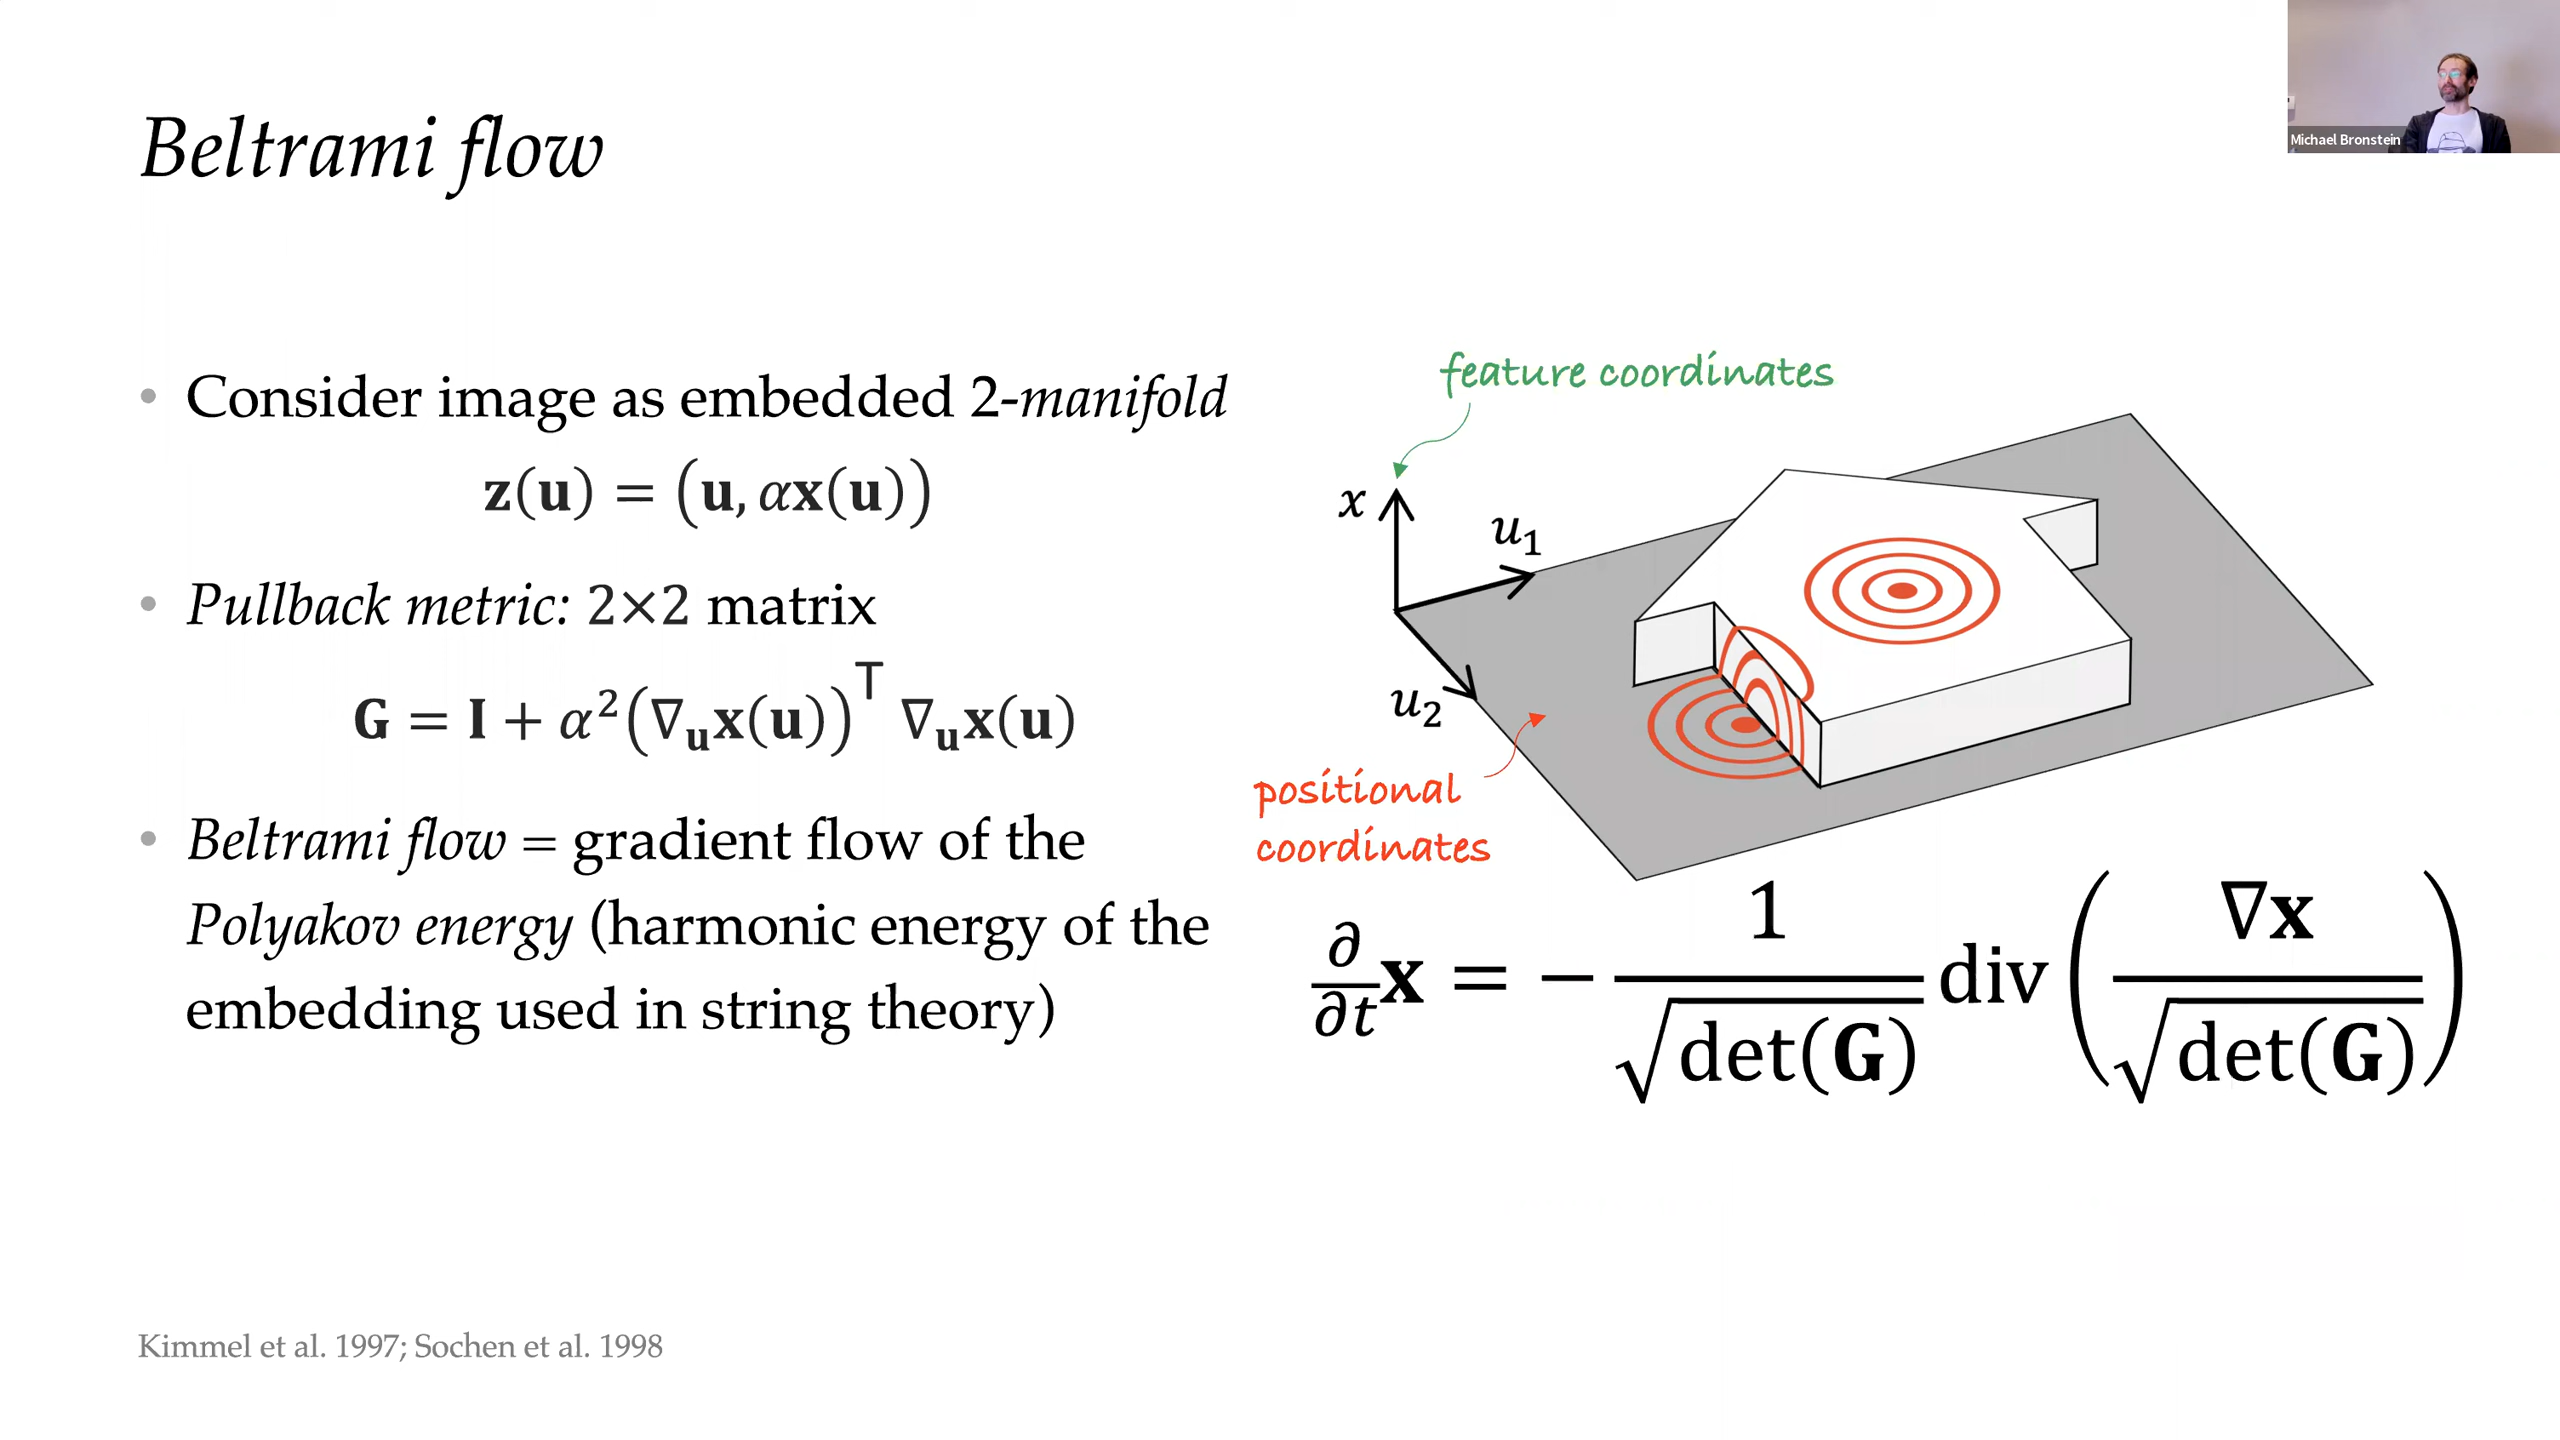 Michael Bronstein
Beltrami flow
• Consider image as embedded 2-manifold
𝐳(𝐮) = (𝐮, α𝐱(𝐮))
• Pullback metric: 2×2 matrix
𝐆 = 𝐈 + α²(∇𝐮𝐱(𝐮))ᵀ ∇𝐮𝐱(𝐮)
• Beltrami flow = gradient flow of the
Polyakov energy (harmonic energy of the
embedding used in string theory)
feature coordinates
x
u₁
u₂
positional
coordinates
∂/∂t 𝐱 = − 1/√det(𝐆) div(∇𝐱/√det(𝐆))
Kimmel et al. 1997; Sochen et al. 1998